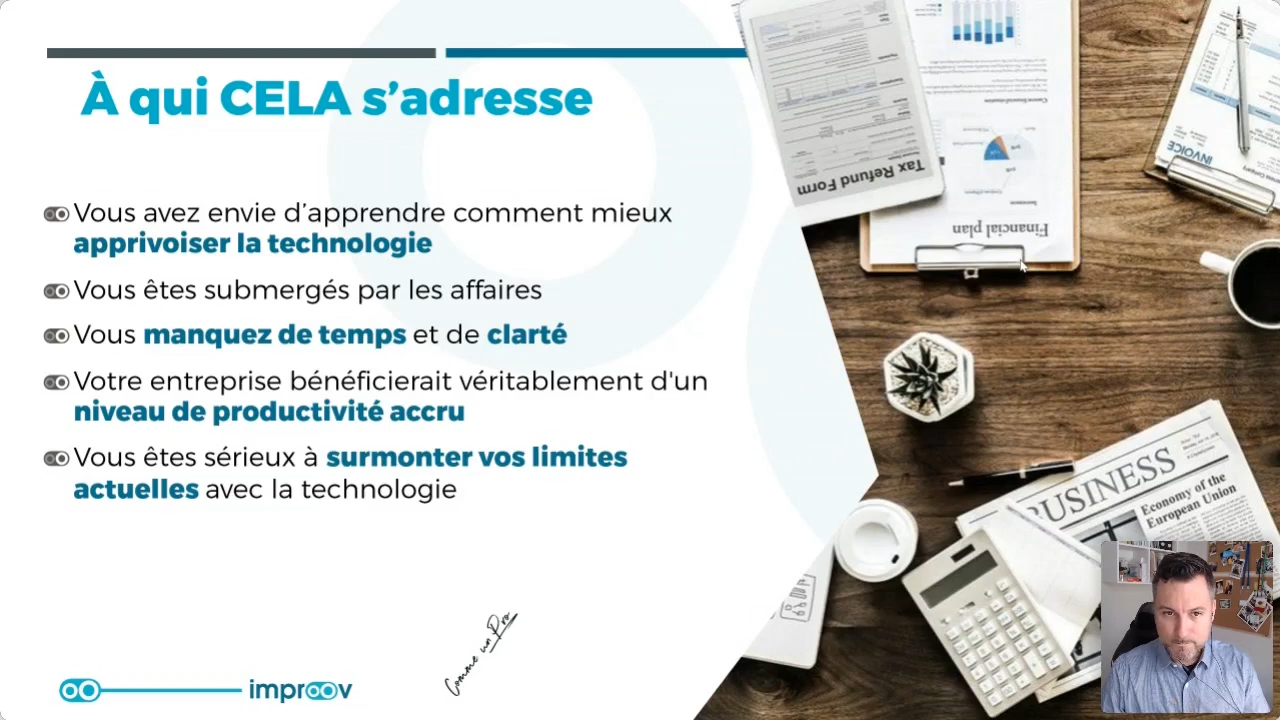 À qui CELA s’adresse
Vous avez envie d’apprendre comment mieux
apprivoiser la technologie
Vous êtes submergés par les affaires
Vous manquez de temps et de clarté
Votre entreprise bénéficierait véritablement d'un
niveau de productivité accru
Vous êtes sérieux à surmonter vos limites
actuelles avec la technologie
Comme un Pro
improov
Tax Refund Form
Financial plan
INVOICE
BUSINESS
Economy of the
European Union